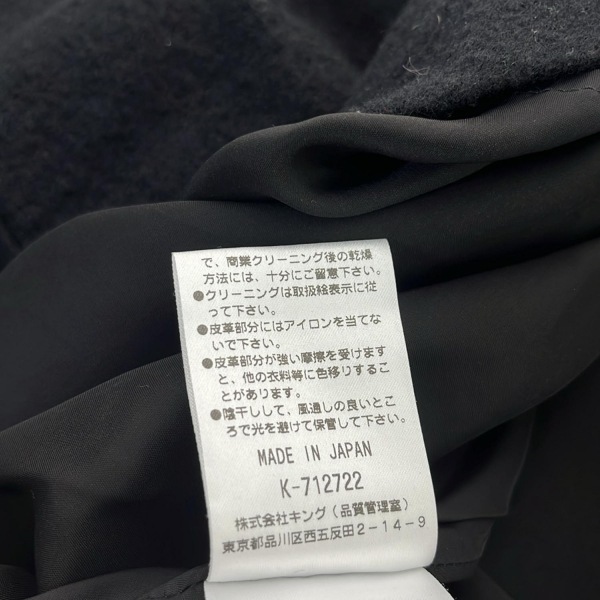 で、商業クリーニング後の乾燥
方法には、十分にご留意下さい。
●クリーニングは取扱絵表示に従
って下さい。
●皮革部分にはアイロンを当てな
いで下さい。
●皮革部分が強い摩擦を受けます
と、他の衣料等に色移りするこ
とがあります。
●陰干しして、風通しの良いとこ
ろで光を避けて保管して下さい。
MADE IN JAPAN
K-712722
株式会社キング(品質管理室)
東京都品川区西五反田2-14-9